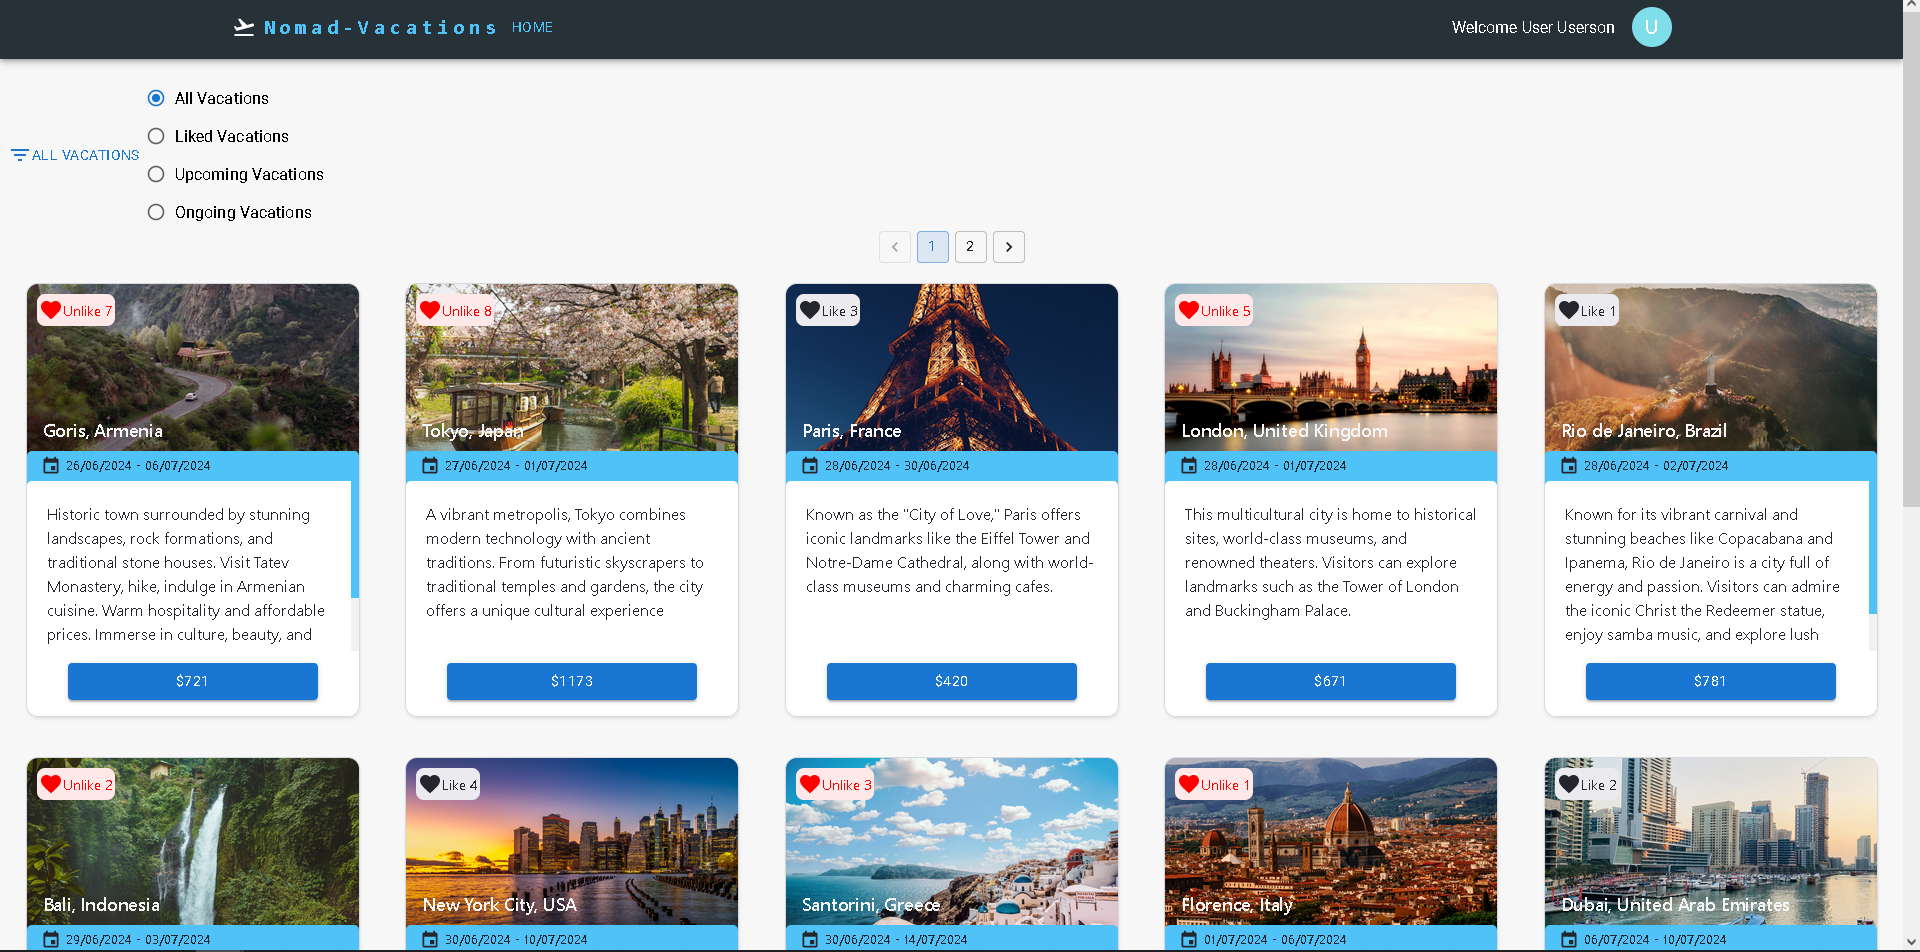 Nomad-Vacations
HOME
Welcome User Userson
U
All Vacations
Liked Vacations
ALL VACATIONS
Upcoming Vacations
Ongoing Vacations
1
2
Unlike 7
Goris, Armenia
26/06/2024 - 06/07/2024
Historic town surrounded by stunning
landscapes, rock formations, and
traditional stone houses. Visit Tatev
Monastery, hike, indulge in Armenian
cuisine. Warm hospitality and affordable
prices. Immerse in culture, beauty, and
$721
Unlike 8
Tokyo, Japan
27/06/2024 - 01/07/2024
A vibrant metropolis, Tokyo combines
modern technology with ancient
traditions. From futuristic skyscrapers to
traditional temples and gardens, the city
offers a unique cultural experience
$1173
Like 3
Paris, France
28/06/2024 - 30/06/2024
Known as the "City of Love," Paris offers
iconic landmarks like the Eiffel Tower and
Notre-Dame Cathedral, along with world-
class museums and charming cafes.
$420
Unlike 5
London, United Kingdom
28/06/2024 - 01/07/2024
This multicultural city is home to historical
sites, world-class museums, and
renowned theaters. Visitors can explore
landmarks such as the Tower of London
and Buckingham Palace.
$671
Like 1
Rio de Janeiro, Brazil
28/06/2024 - 02/07/2024
Known for its vibrant carnival and
stunning beaches like Copacabana and
Ipanema, Rio de Janeiro is a city full of
energy and passion. Visitors can admire
the iconic Christ the Redeemer statue,
enjoy samba music, and explore lush
$781
Unlike 2
Bali, Indonesia
29/06/2024 - 03/07/2024
Like 4
New York City, USA
30/06/2024 - 10/07/2024
Unlike 3
Santorini, Greece
30/06/2024 - 14/07/2024
Unlike 1
Florence, Italy
01/07/2024 - 06/07/2024
Like 2
Dubai, United Arab Emirates
06/07/2024 - 10/07/2024